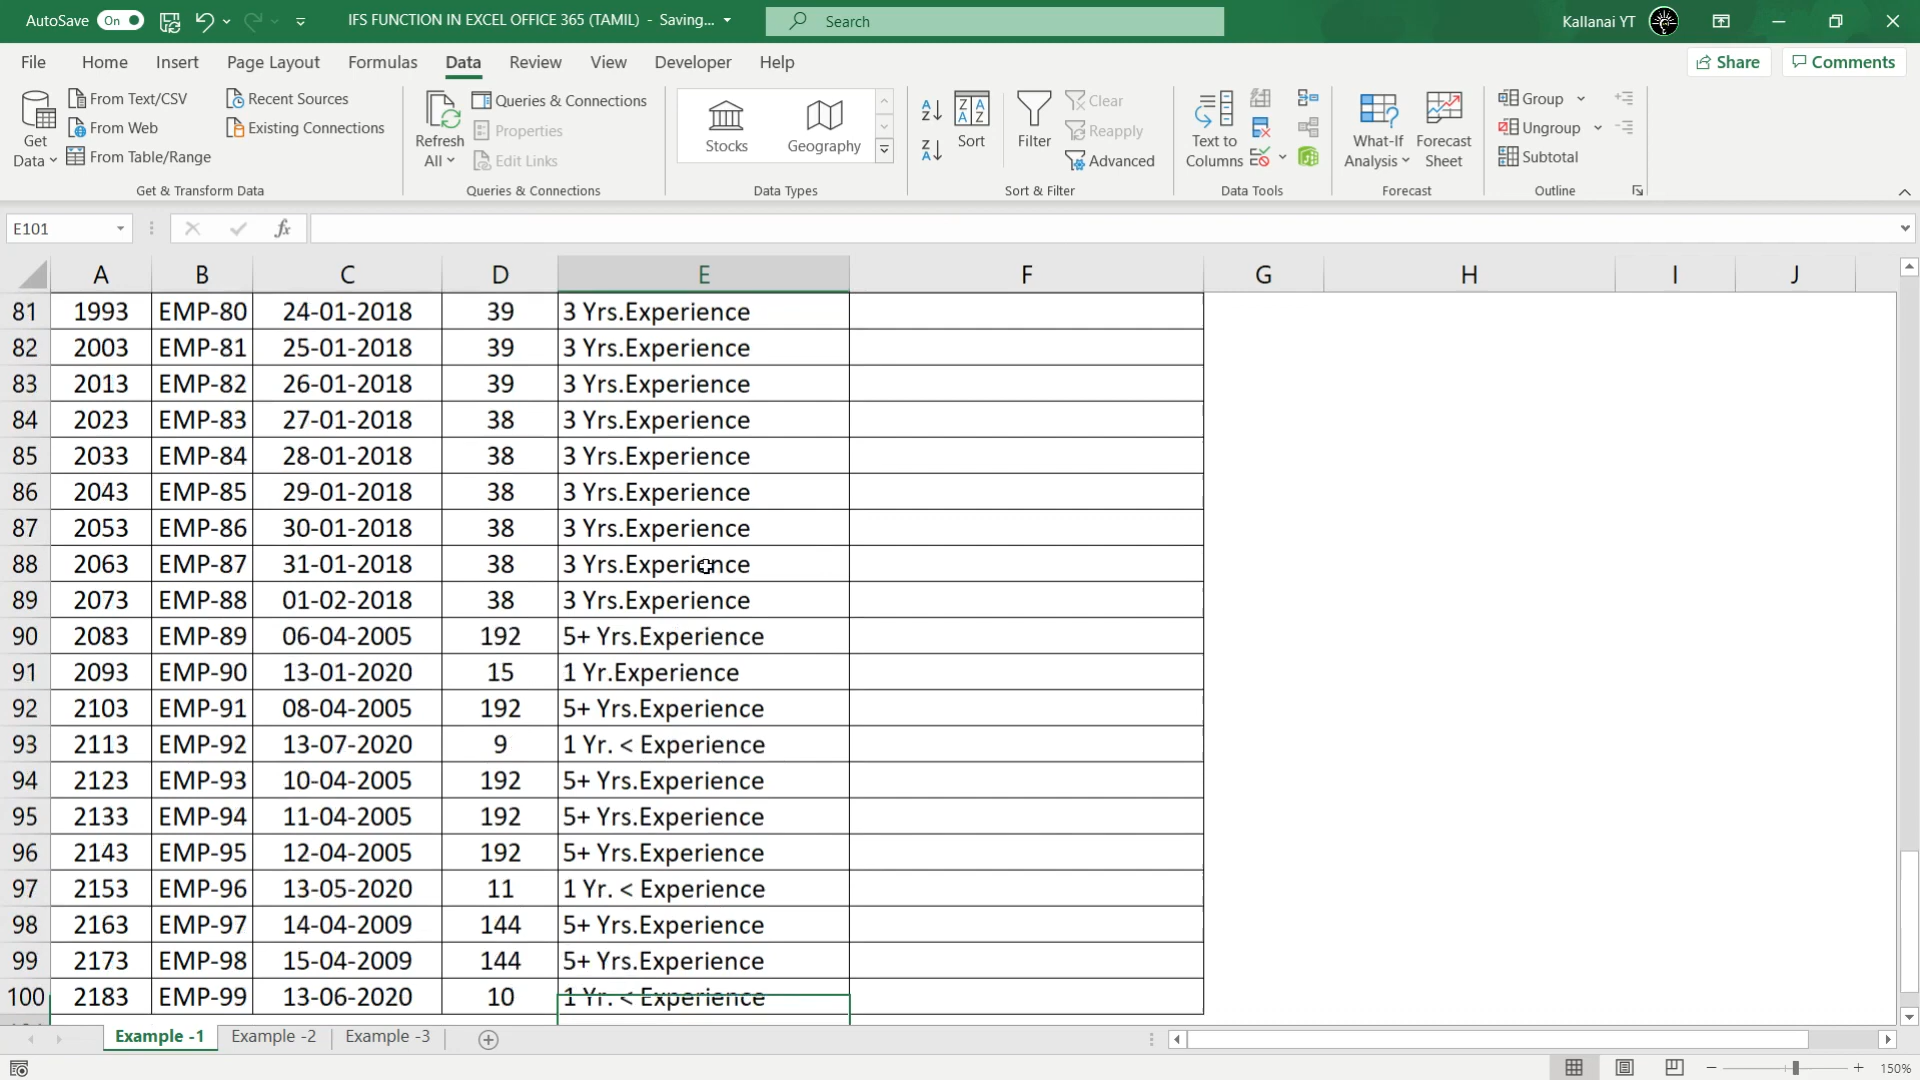 AutoSave On IFS FUNCTION IN EXCEL OFFICE 365 (TAMIL) - Saving... Search Kallanai YT
File Home Insert Page Layout Formulas Data Review View Developer Help Share Comments
Get Data
From Text/CSV
From Web
From Table/Range
Recent Sources
Existing Connections
Get & Transform Data
Refresh All
Queries & Connections
Properties
Edit Links
Queries & Connections
Stocks Geography
Data Types
Sort
Filter
Clear
Reapply
Advanced
Sort & Filter
Text to Columns
Data Tools
What-If Analysis
Forecast Sheet
Forecast
Group
Ungroup
Subtotal
Outline
E101 fx
A B C D E F G H I J
81 1993 EMP-80 24-01-2018 39 3 Yrs.Experience
82 2003 EMP-81 25-01-2018 39 3 Yrs.Experience
83 2013 EMP-82 26-01-2018 39 3 Yrs.Experience
84 2023 EMP-83 27-01-2018 38 3 Yrs.Experience
85 2033 EMP-84 28-01-2018 38 3 Yrs.Experience
86 2043 EMP-85 29-01-2018 38 3 Yrs.Experience
87 2053 EMP-86 30-01-2018 38 3 Yrs.Experience
88 2063 EMP-87 31-01-2018 38 3 Yrs.Experience
89 2073 EMP-88 01-02-2018 38 3 Yrs.Experience
90 2083 EMP-89 06-04-2005 192 5+ Yrs.Experience
91 2093 EMP-90 13-01-2020 15 1 Yr.Experience
92 2103 EMP-91 08-04-2005 192 5+ Yrs.Experience
93 2113 EMP-92 13-07-2020 9 1 Yr. < Experience
94 2123 EMP-93 10-04-2005 192 5+ Yrs.Experience
95 2133 EMP-94 11-04-2005 192 5+ Yrs.Experience
96 2143 EMP-95 12-04-2005 192 5+ Yrs.Experience
97 2153 EMP-96 13-05-2020 11 1 Yr. < Experience
98 2163 EMP-97 14-04-2009 144 5+ Yrs.Experience
99 2173 EMP-98 15-04-2009 144 5+ Yrs.Experience
100 2183 EMP-99 13-06-2020 10 1 Yr. < Experience
Example -1 Example -2 Example -3
150%